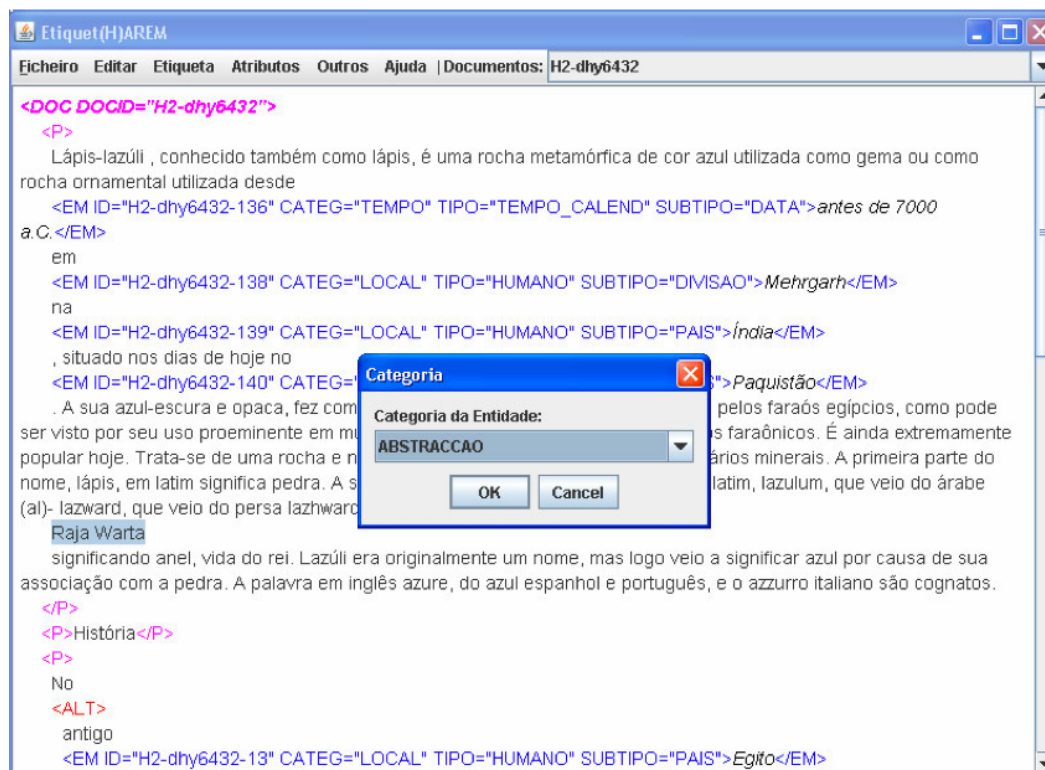 Etiquet(H)AREM
Ficheiro Editar Etiqueta Atributos Outros Ajuda |Documentos: H2-dhy6432
<DOC DOCID="H2-dhy6432">
<P>
Lápis-lazúli , conhecido também como lápis, é uma rocha metamórfica de cor azul utilizada como gema ou como
rocha ornamental utilizada desde
<EM ID="H2-dhy6432-136" CATEG="TEMPO" TIPO="TEMPO_CALEND" SUBTIPO="DATA">antes de 7000
a.C.</EM>
em
<EM ID="H2-dhy6432-138" CATEG="LOCAL" TIPO="HUMANO" SUBTIPO="DIVISAO">Mehrgarh</EM>
na
<EM ID="H2-dhy6432-139" CATEG="LOCAL" TIPO="HUMANO" SUBTIPO="PAIS">Índia</EM>
, situado nos dias de hoje no
<EM ID="H2-dhy6432-140" CATEG= ">Paquistão</EM>
. A sua azul-escura e opaca, fez com pelos faraós egípcios, como pode
ser visto por seu uso proeminente em faraônicos. É ainda extremamente
popular hoje. Trata-se de uma rocha e minerais. A primeira parte do
nome, lápis, em latim significa pedra. A latim, lazulum, que veio do árabe
(al)- lazward, que veio do persa lazhward
Categoria
Categoria da Entidade:
ABSTRACCAO
OK Cancel
Raja Warta
significando anel, vida do rei. Lazúli era originalmente um nome, mas logo veio a significar azul por causa de sua
associação com a pedra. A palavra em inglês azure, do azul espanhol e português, e o azzurro italiano são cognatos.
</P>
<P>História</P>
<P>
No
<ALT>
antigo
<EM ID="H2-dhy6432-13" CATEG="LOCAL" TIPO="HUMANO" SUBTIPO="PAIS">Egito</EM>